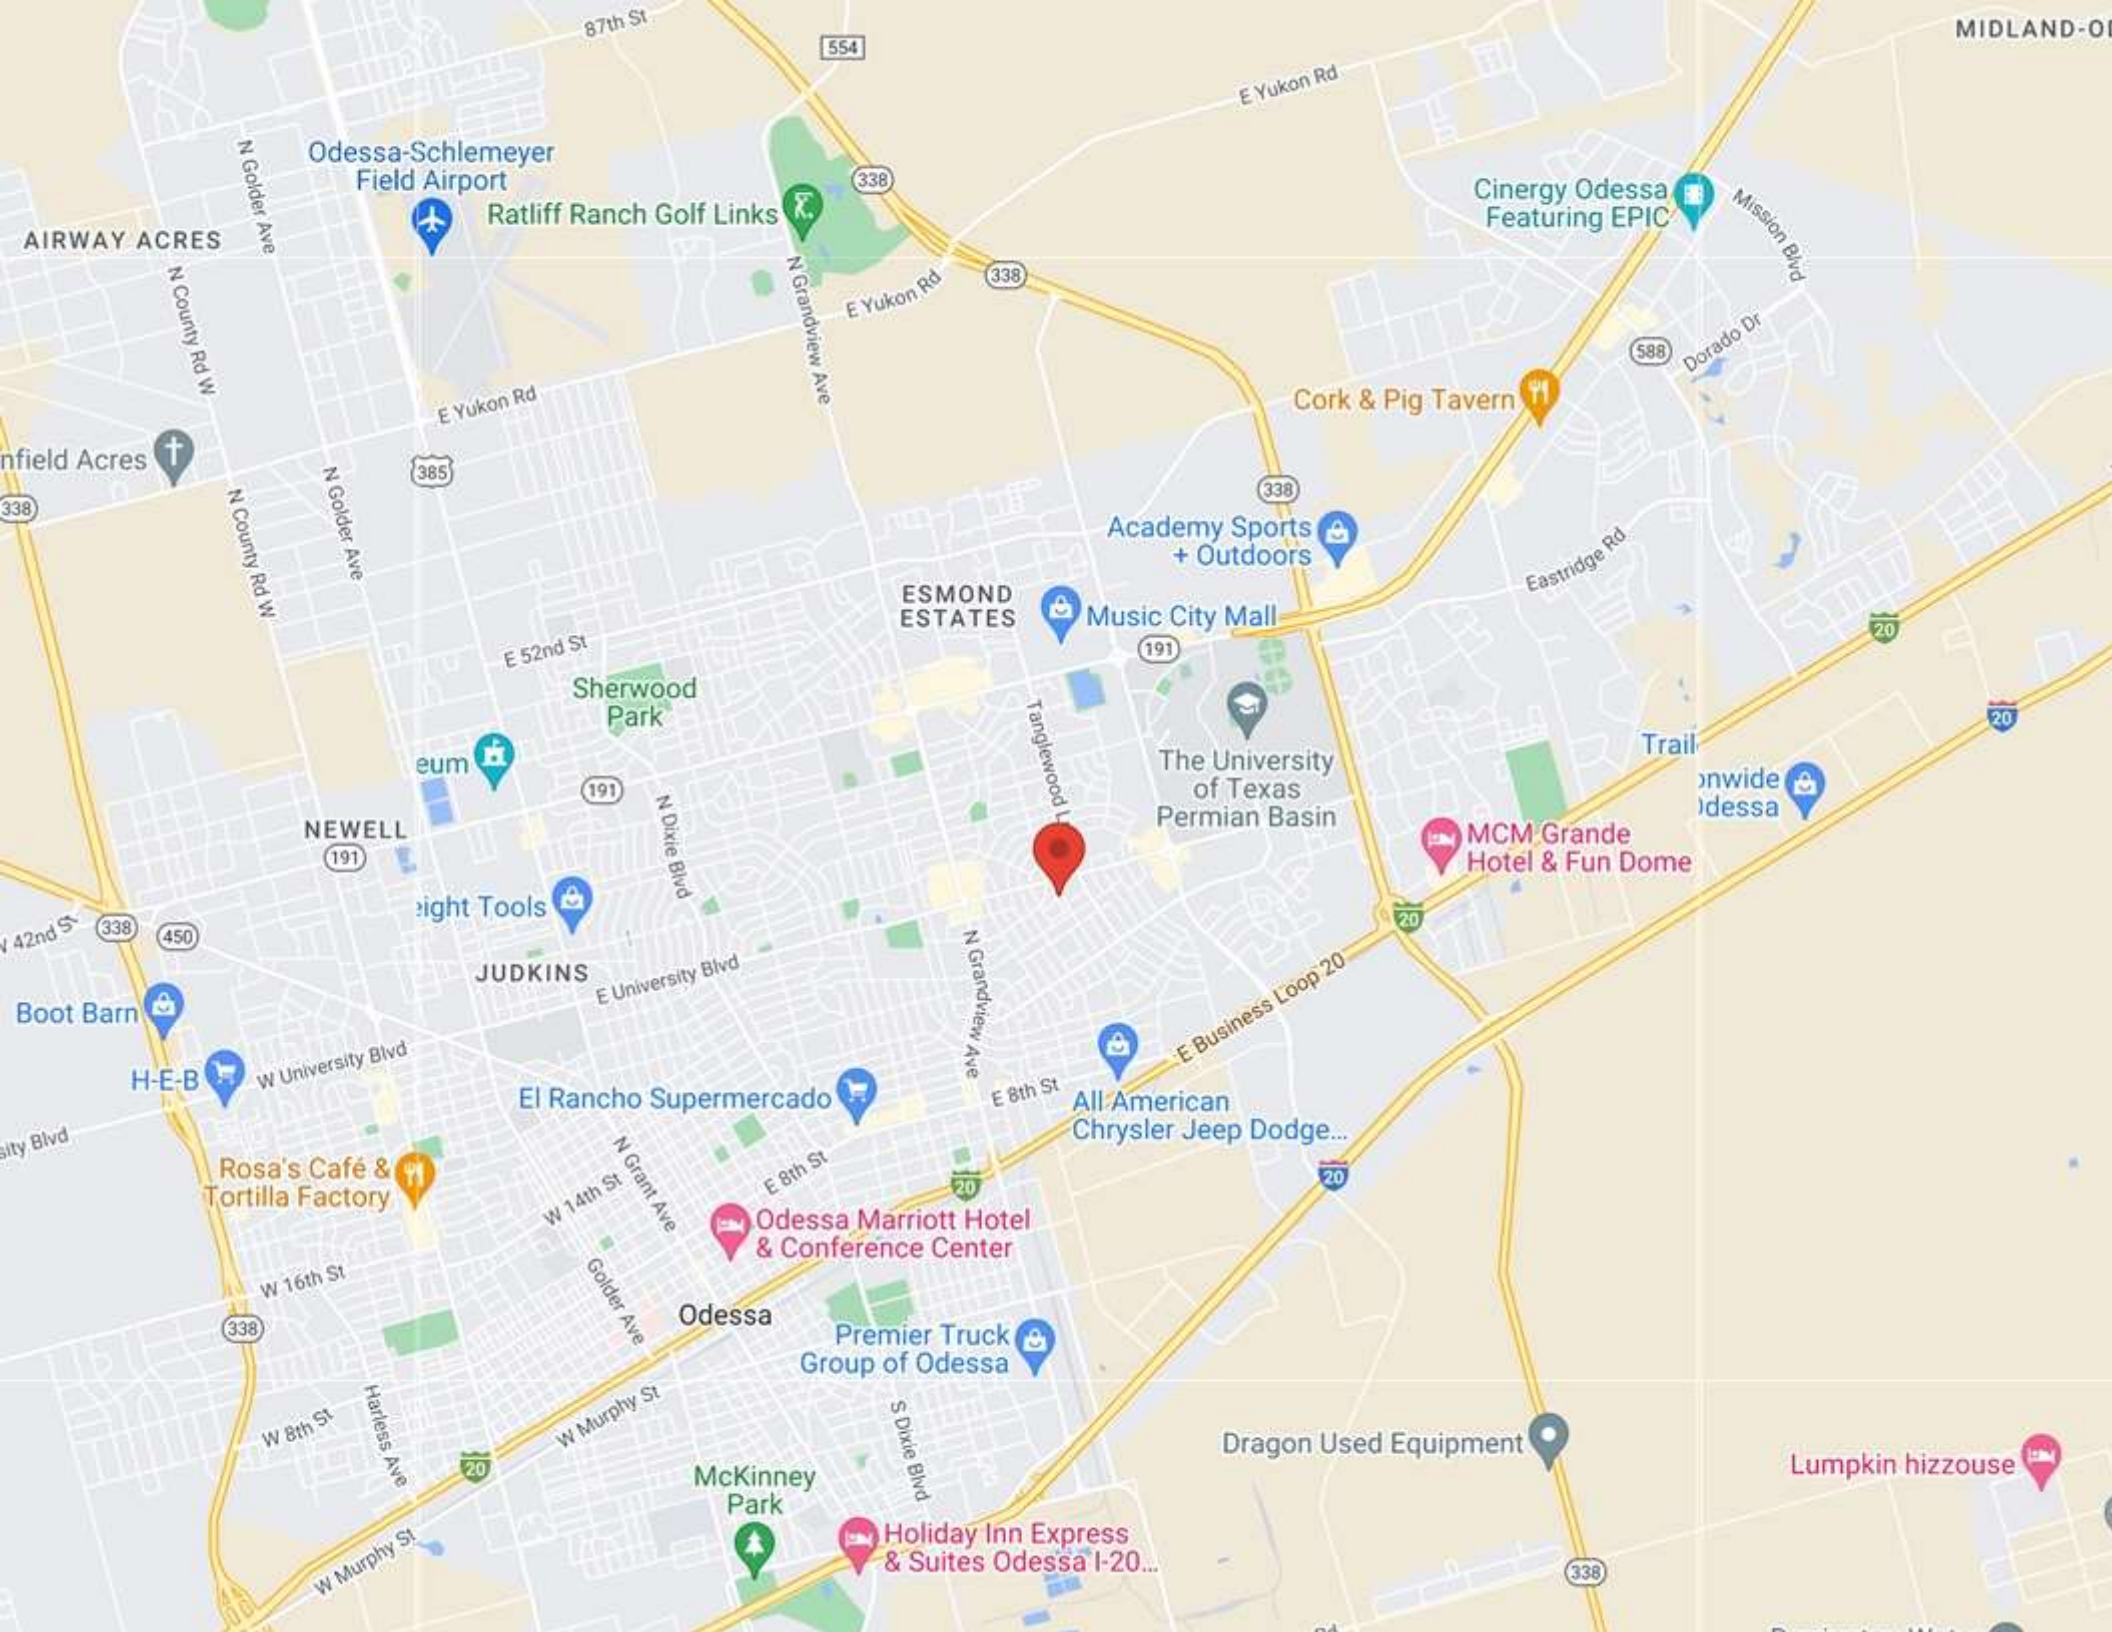 87th St
554
MIDLAND-OD
E Yukon Rd
N Golder Ave
Odessa-Schlemeyer
Field Airport
338
Ratliff Ranch Golf Links
Cinergy Odessa
Featuring EPIC
Mission Blvd
AIRWAY ACRES
N County Rd W
N Grandview Ave
E Yukon Rd
338
588
Dorado Dr
E Yukon Rd
Cork & Pig Tavern
nfield Acres
385
338
338
N Golder Ave
N County Rd W
Academy Sports
+ Outdoors
Eastridge Rd
ESMOND
ESTATES
Music City Mall
20
E 52nd St
191
Sherwood
Park
Tanglewood L
20
eum
The University
of Texas
Permian Basin
Trail
onwide
Odessa
191
N Dixie Blvd
NEWELL
191
MCM Grande
Hotel & Fun Dome
eight Tools
W 42nd St
338
450
20
JUDKINS
E University Blvd
N Grandview Ave
E Business Loop 20
Boot Barn
W University Blvd
H-E-B
El Rancho Supermercado
E 8th St
All American
Chrysler Jeep Dodge...
sity Blvd
Rosa's Café &
Tortilla Factory
N Grant Ave
W 14th St
E 8th St
20
20
Odessa Marriott Hotel
& Conference Center
W 16th St
Golder Ave
Odessa
338
Premier Truck
Group of Odessa
Harless Ave
W 8th St
W Murphy St
S Dixie Blvd
20
Dragon Used Equipment
Lumpkin hizzouse
McKinney
Park
Holiday Inn Express
& Suites Odessa I-20...
W Murphy St
338